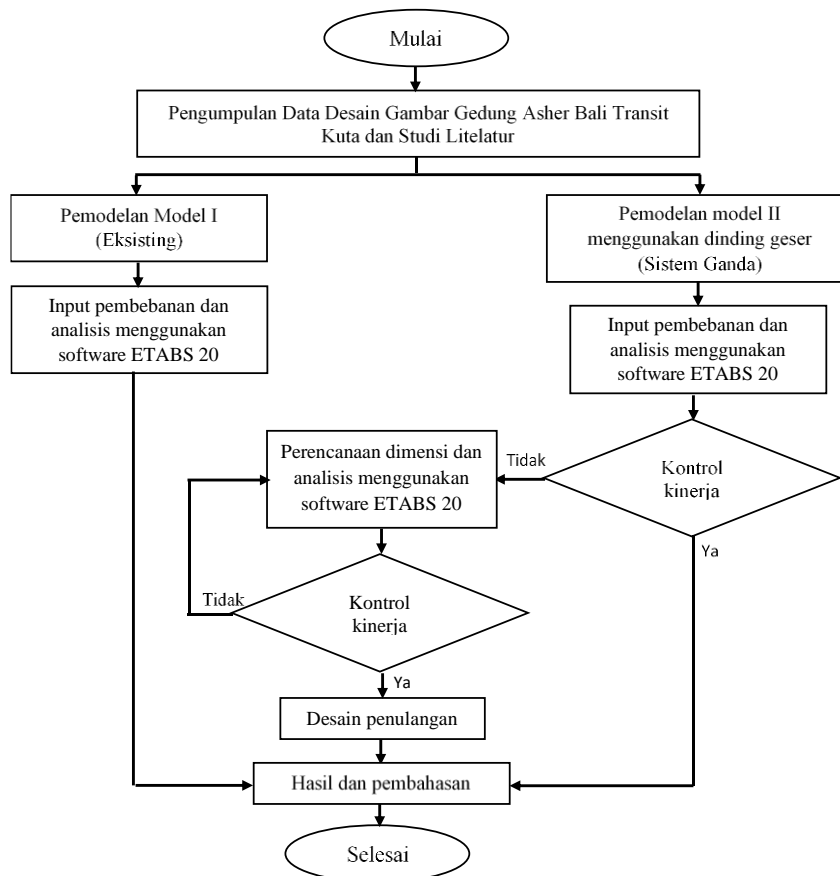 Mulai
Pengumpulan Data Desain Gambar Gedung Asher Bali Transit
Kuta dan Studi Litelatur
Pemodelan Model I
(Eksisting)
Pemodelan model II
menggunakan dinding geser
(Sistem Ganda)
Input pembebanan dan
analisis menggunakan
software ETABS 20
Input pembebanan dan
analisis menggunakan
software ETABS 20
Perencanaan dimensi dan
analisis menggunakan
software ETABS 20
Tidak
Kontrol
kinerja
Ya
Tidak
Kontrol
kinerja
Ya
Desain penulangan
Hasil dan pembahasan
Selesai